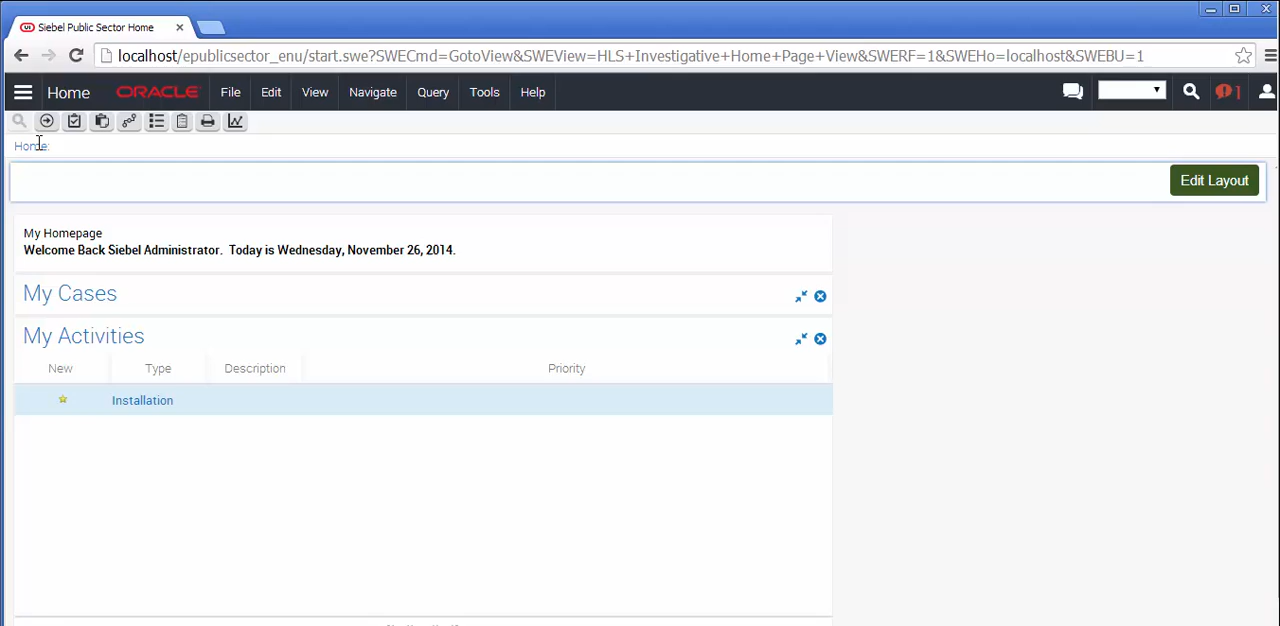 Siebel Public Sector Home
localhost/epublicsector_enu/start.swe?SWECmd=GotoView&SWEView=HLS+Investigative+Home+Page+View&SWERF=1&SWEHo=localhost&SWEBU=1
Home ORACLE File Edit View Navigate Query Tools Help 1
Home:
Edit Layout
My Homepage
Welcome Back Siebel Administrator. Today is Wednesday, November 26, 2014.
My Cases
My Activities
New Type Description Priority
Installation